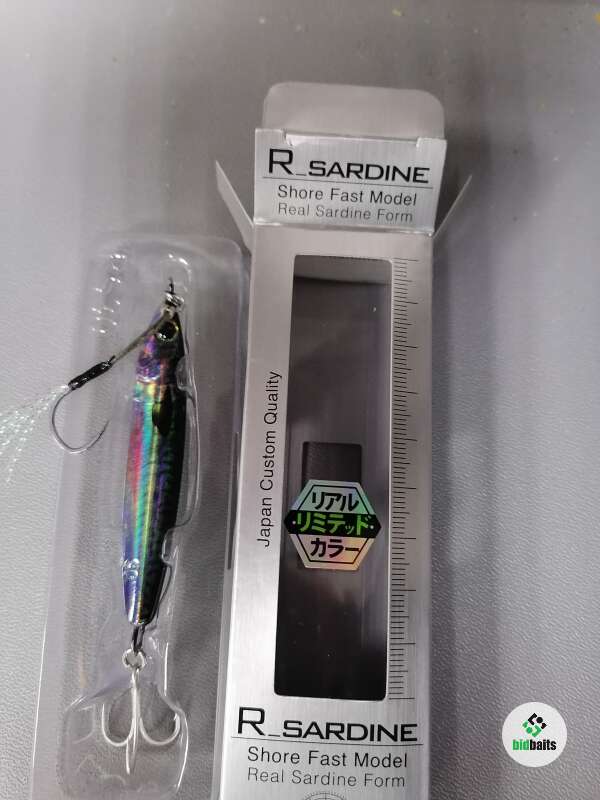 R_SARDINE
Shore Fast Model
Real Sardine Form
Japan Custom Quality
リアル
リミテッド
カラー
R_SARDINE
Shore Fast Model
Real Sardine Form
bidbaits